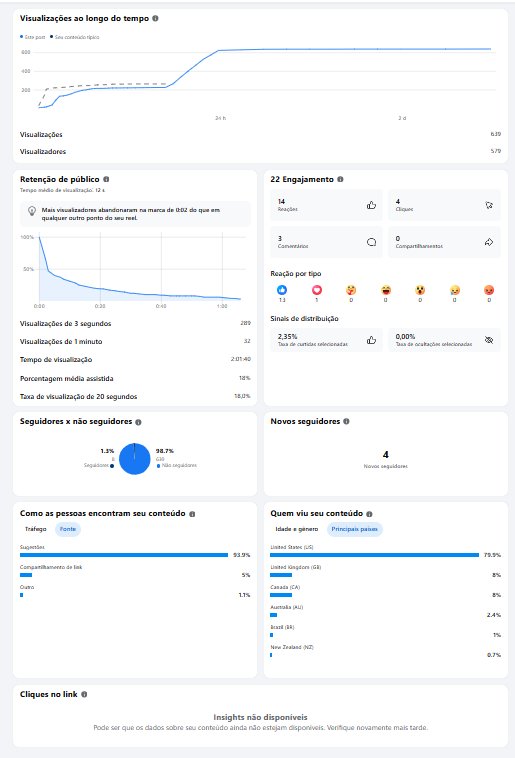 Visualizações ao longo do tempo
Este post Seu conteúdo típico
600
400
200
24 h 2 d
Visualizações 639
Visualizadores 579
Retenção de público
Tempo médio de visualização: 12 s
Mais visualizadores abandonaram na marca de 0:02 do que em
qualquer outro ponto do seu reel.
100%
50%
0:00 0:20 0:40 1:00
Visualizações de 3 segundos 289
Visualizações de 1 minuto 32
Tempo de visualização 2:01:40
Porcentagem média assistida 18%
Taxa de visualização de 20 segundos 18,0%
22 Engajamento
14
Reações
4
Cliques
3
Comentários
0
Compartilhamentos
Reação por tipo
13 1 0 0 0 0 0
Sinais de distribuição
2,35%
Taxa de curtidas selecionadas
0,00%
Taxa de ocultações selecionadas
Seguidores x não seguidores
1.3% 98.7%
8 630
Seguidores Não seguidores
Novos seguidores
4
Novos seguidores
Como as pessoas encontram seu conteúdo
Tráfego Fonte
Sugestões
93.9%
Compartilhamento de link
5%
Outro
1.1%
Quem viu seu conteúdo
Idade e gênero Principais países
United States (US)
79.9%
United Kingdom (GB)
8%
Canada (CA)
8%
Australia (AU)
2.4%
Brazil (BR)
1%
New Zealand (NZ)
0.7%
Cliques no link
Insights não disponíveis
Pode ser que os dados sobre seu conteúdo ainda não estejam disponíveis. Verifique novamente mais tarde.